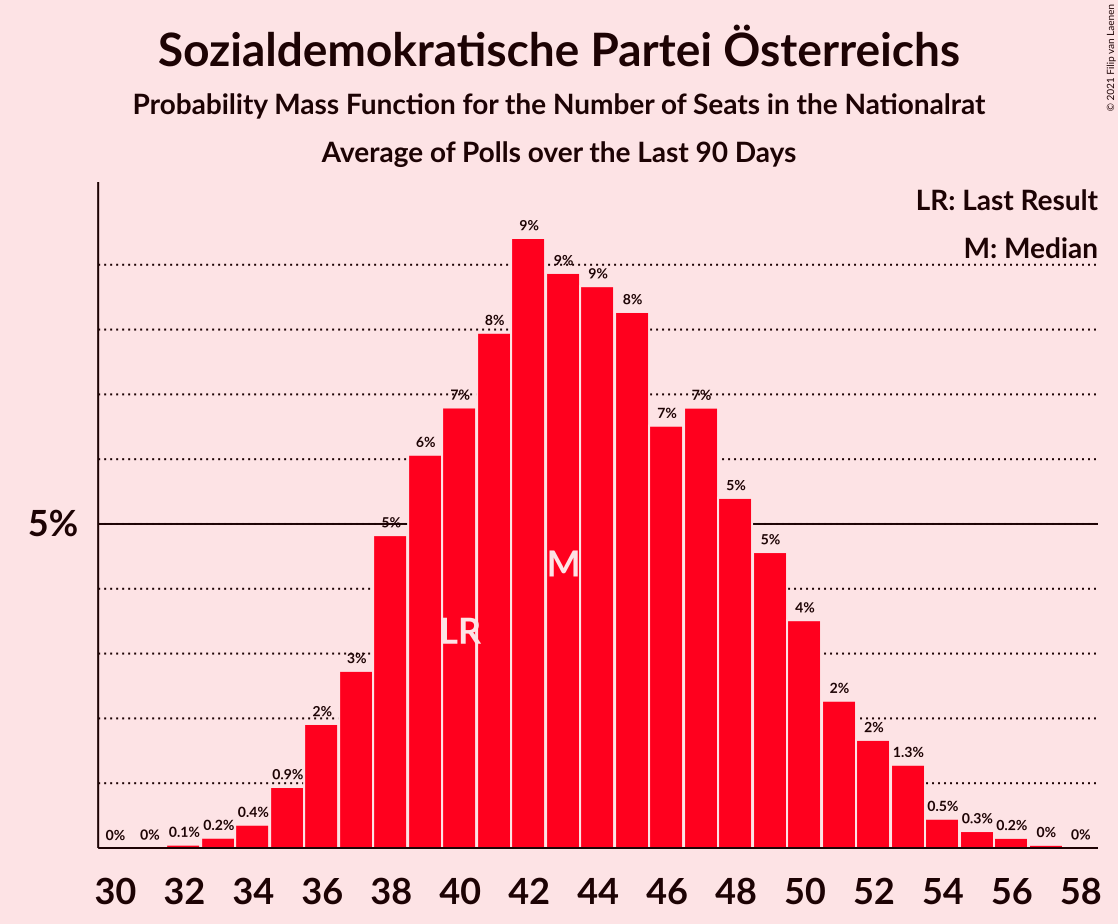 Sozialdemokratische Partei Österreichs
Probability Mass Function for the Number of Seats in the Nationalrat
Average of Polls over the Last 90 Days
© 2021 Filip van Laenen
LR: Last Result
M: Median
5%
0% 0% 0.1% 0.2% 0.4% 0.9% 2% 3% 5% 6% 7% 8% 9% 9% 9% 8% 7% 7% 5% 5% 4% 2% 2% 1.3% 0.5% 0.3% 0.2% 0% 0%
LR M
30 32 34 36 38 40 42 44 46 48 50 52 54 56 58